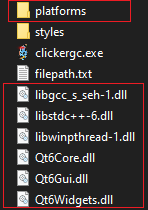 platforms
styles
clickergc.exe
filepath.txt
libgcc_s_seh-1.dll
libstdc++-6.dll
libwinpthread-1.dll
Qt6Core.dll
Qt6Gui.dll
Qt6Widgets.dll